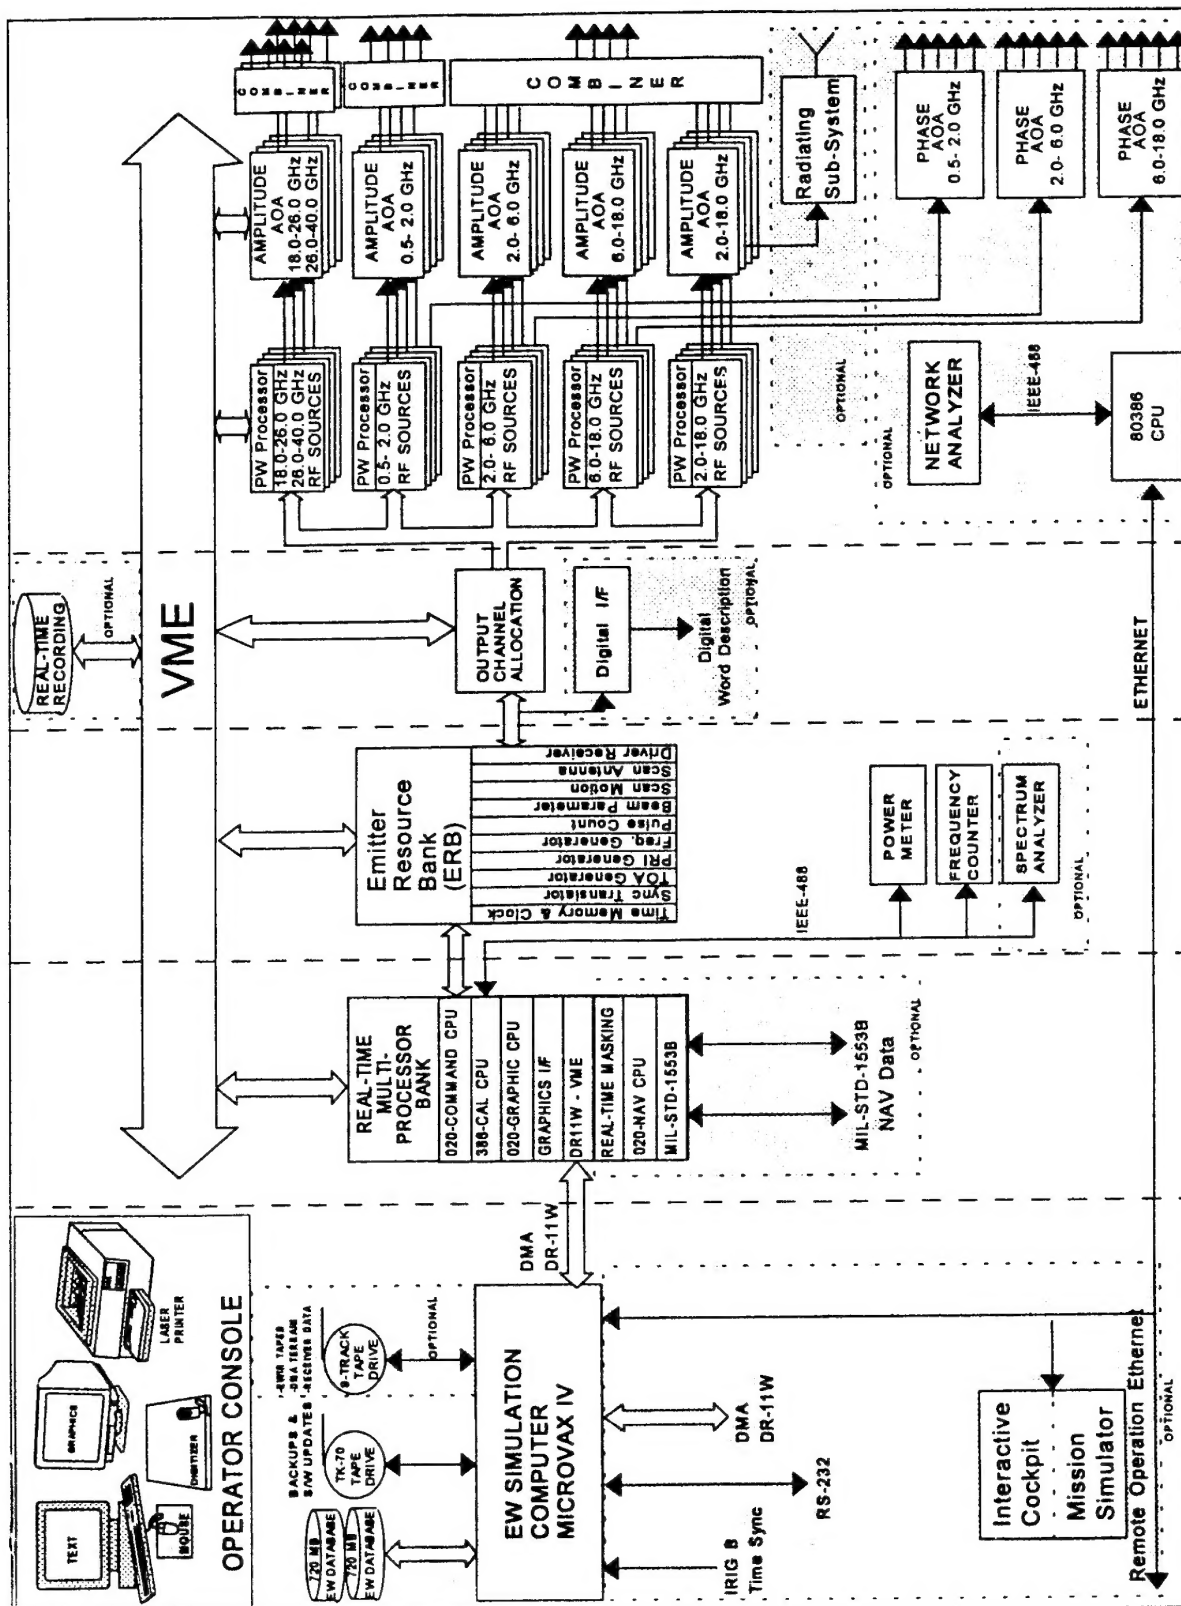 OPERATOR CONSOLE
TEXT
MOUSE
GRAPHICS
DIGITIZER
LASER
PRINTER
720 MB
EW DATABASE
720 MB
EW DATABASE
BACKUPS &
S/W UPDATES
TK-70
TAPE
DRIVE
-EWIR TAPES
-DMA TERRAIN
-RECEIVER DATA
9-TRACK
TAPE
DRIVE
OPTIONAL
EW SIMULATION
COMPUTER
MICROVAX IV
DMA
DR-11W
IRIG B
Time Sync
RS-232
DMA
DR-11W
Interactive
Cockpit
Mission
Simulator
Remote Operation Ethernet
OPTIONAL
VME
REAL-TIME
MULTI-
PROCESSOR
BANK
020-COMMAND CPU
386-CAL CPU
020-GRAPHIC CPU
GRAPHICS I/F
DR11W - VME
REAL-TIME MASKING
020-NAV CPU
MIL-STD-1553B
MIL-STD-1553B
NAV Data
OPTIONAL
Emitter
Resource
Bank
(ERB)
Time Memory & Clock
Sync Translator
TOA Generator
PRI Generator
Freq. Generator
Pulse Count
Beam Parameter
Scan Motion
Scan Antenna
Driver Receiver
IEEE-488
POWER
METER
FREQUENCY
COUNTER
SPECTRUM
ANALYZER
OPTIONAL
REAL-TIME
RECORDING
OPTIONAL
OUTPUT
CHANNEL
ALLOCATION
Digital I/F
Digital
Word Description
OPTIONAL
ETHERNET
PW Processor
18.0-26.0 GHz
26.0-40.0 GHz
RF SOURCES
PW Processor
0.5- 2.0 GHz
RF SOURCES
PW Processor
2.0- 6.0 GHz
RF SOURCES
PW Processor
6.0-18.0 GHz
RF SOURCES
PW Processor
2.0-18.0 GHz
RF SOURCES
AMPLITUDE
AOA
18.0-26.0 GHz
26.0-40.0 GHz
AMPLITUDE
AOA
0.5- 2.0 GHz
AMPLITUDE
AOA
2.0- 6.0 GHz
AMPLITUDE
AOA
6.0-18.0 GHz
AMPLITUDE
AOA
2.0-18.0 GHz
COMBINER
COMBINER
COMBINER
Radiating
Sub-System
OPTIONAL
PHASE
AOA
0.5- 2.0 GHz
PHASE
AOA
2.0- 6.0 GHz
PHASE
AOA
6.0-18.0 GHz
OPTIONAL
NETWORK
ANALYZER
IEEE-488
80386
CPU